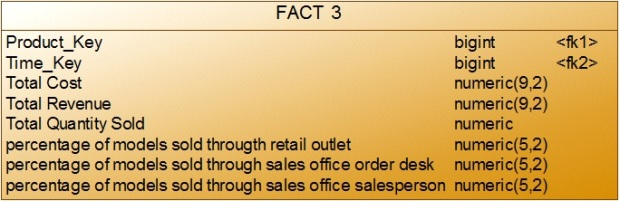 FACT 3
Product_Key bigint <fk1>
Time_Key bigint <fk2>
Total Cost numeric(9,2)
Total Revenue numeric(9,2)
Total Quantity Sold numeric
percentage of models sold througth retail outlet numeric(5,2)
percentage of models sold through sales office order desk numeric(5,2)
percentage of models sold through sales office salesperson numeric(5,2)